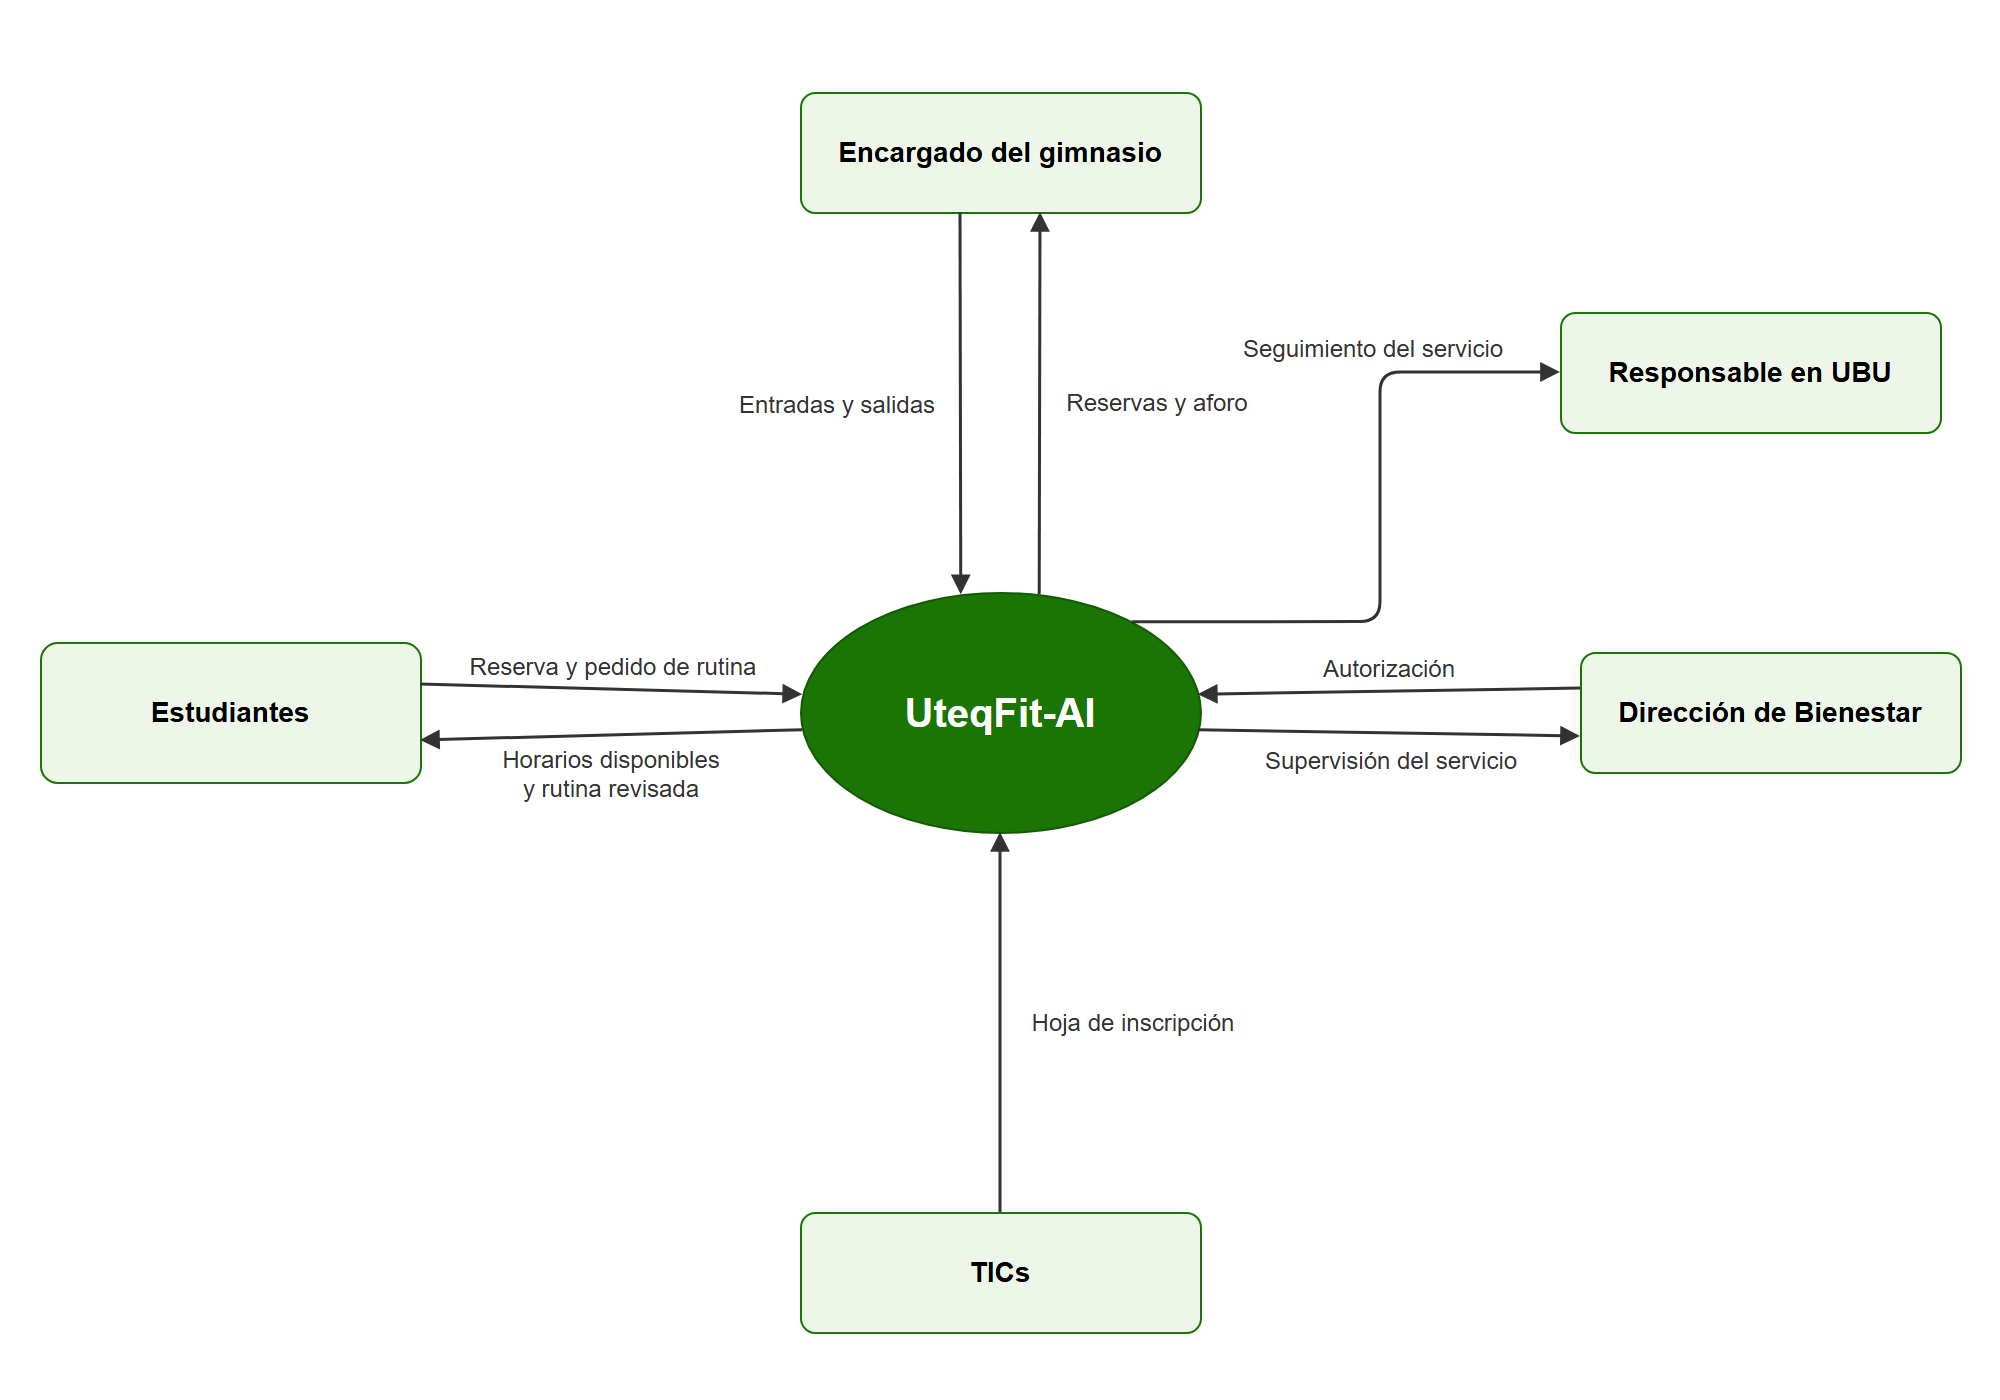 Encargado del gimnasio
Seguimiento del servicio
Responsable en UBU
Entradas y salidas
Reservas y aforo
Reserva y pedido de rutina
Autorización
Estudiantes
UteqFit-AI
Dirección de Bienestar
Horarios disponibles
y rutina revisada
Supervisión del servicio
Hoja de inscripción
TICs